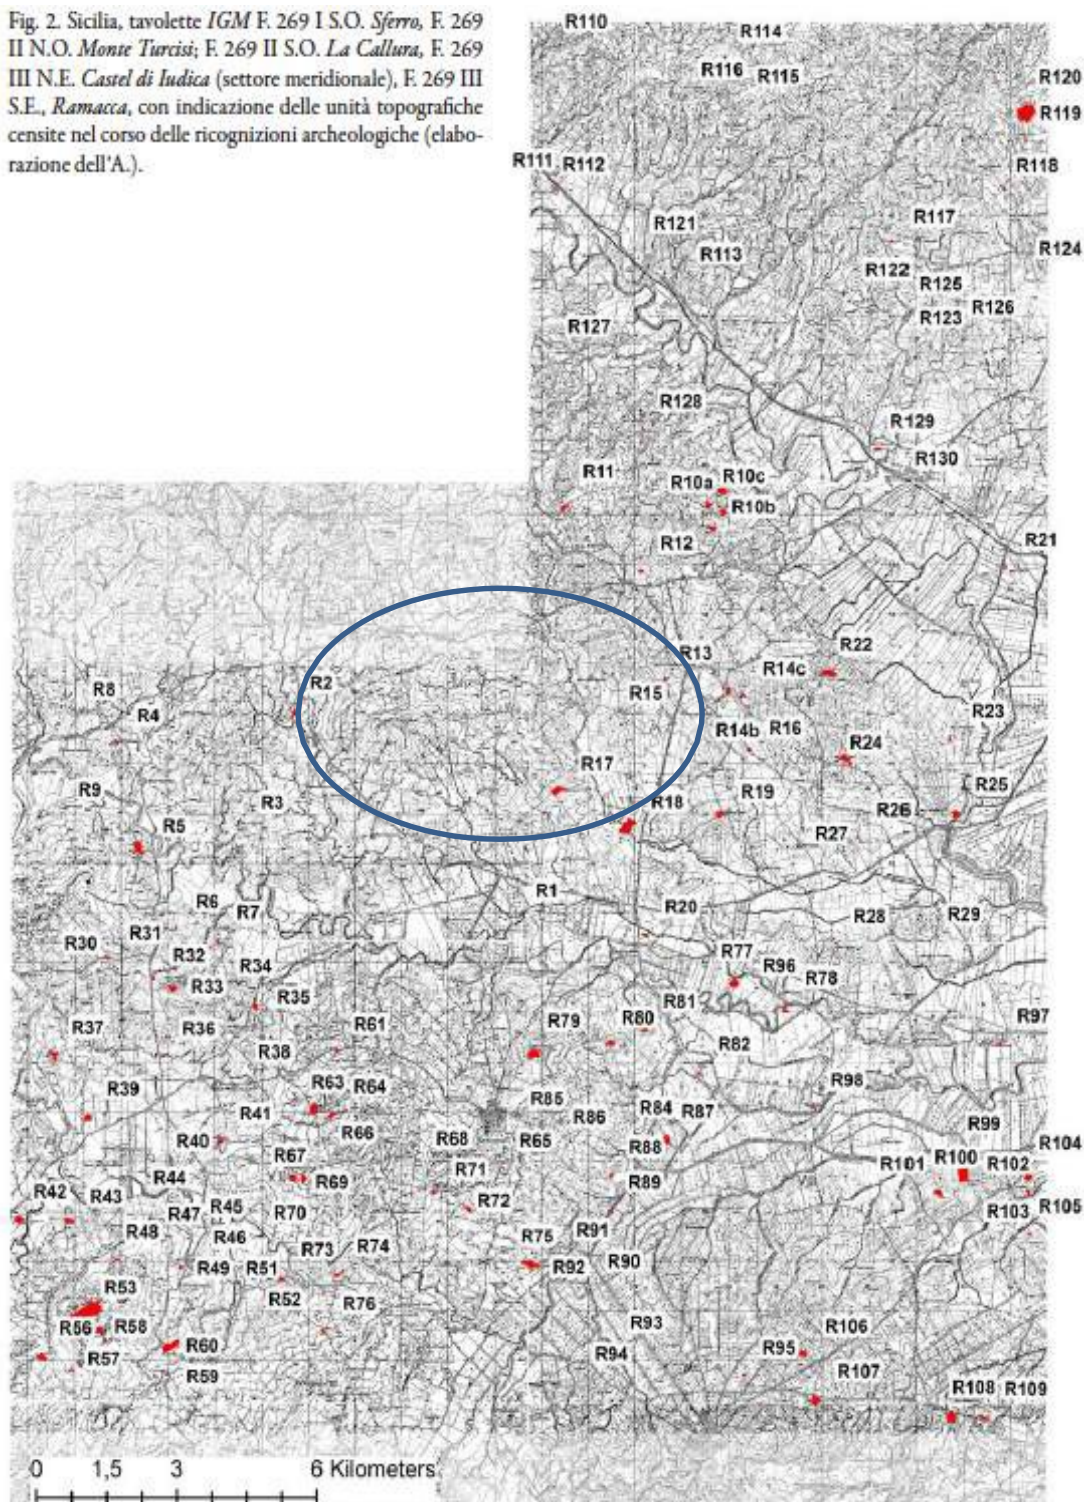 Fig. 2. Sicilia, tavolette IGM F. 269 I S.O. Sferro, F. 269
II N.O. Monte Turcisi; F. 269 II S.O. La Callura, F. 269
III N.E. Castel di Iudica (settore meridionale), F. 269 III
S.E., Ramacca, con indicazione delle unità topografiche
censite nel corso delle ricognizioni archeologiche (elabo-
razione dell'A.).
R110
R114
R116
R115
R120
R119
R111
R112
R118
R121
R117
R113
R124
R122
R125
R126
R127
R123
R128
R129
R130
R11
R10a
R10c
R10b
R12
R21
R13
R22
R14c
R2
R15
R8
R4
R23
R14b
R16
R24
R17
R9
R3
R18
R19
R25
R26
R5
R27
R1
R6
R7
R20
R28
R29
R31
R30
R32
R34
R77
R96
R78
R33
R35
R81
R37
R36
R61
R79
R80
R97
R38
R82
R39
R63
R64
R85
R98
R41
R66
R86
R84
R87
R99
R40
R68
R65
R88
R104
R67
R71
R44
R69
R89
R101
R100
R102
R42
R43
R72
R47
R45
R70
R103
R105
R48
R46
R91
R75
R73
R74
R90
R49
R51
R92
R53
R52
R76
R56
R58
R93
R60
R106
R57
R94
R95
R59
R107
R108
R109
0 1,5 3 6 Kilometers